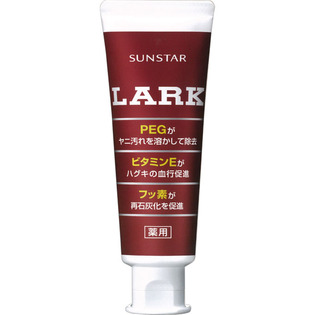 SUNSTAR
LARK
PEGが
ヤニ汚れを溶かして除去
ビタミンEが
ハグキの血行促進
フッ素が
再石灰化を促進
薬用